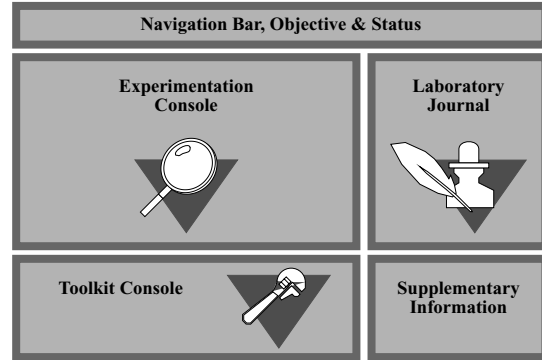 Navigation Bar, Objective & Status
Experimentation
Console
Laboratory
Journal
Toolkit Console
Supplementary
Information